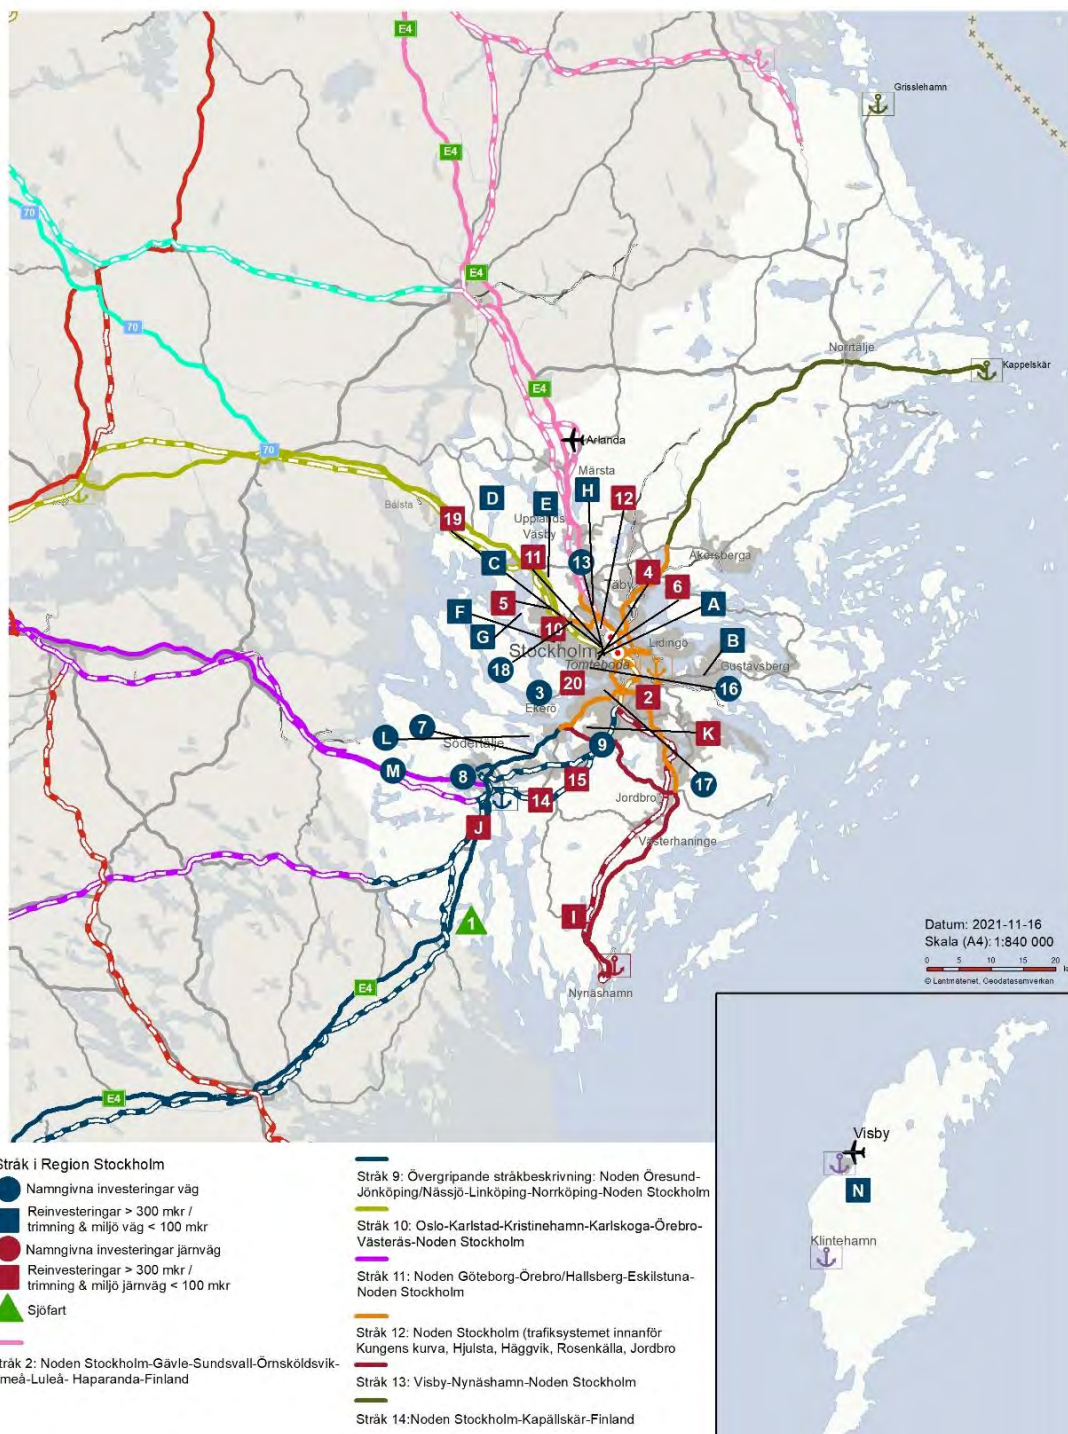 E4
Grisslehamn
E4
70
E4
70
Norrtälje
Kappelskär
E4
Arlanda
70
Märsta
H
12
D
E
Bålsta
19
Upplands
Väsby
11
13
Åkersberga
C
4
Täby
6
5
A
F
G
10
Lidingö
B
Stockholm
Tomteboda
Gustavsberg
18
20
16
3
2
Ekerö
7
L
K
Södertälje
9
M
8
15
17
14
Jordbro
J
Västerhaninge
I
1
Nynäshamn
E4
E4
Datum: 2021-11-16
Skala (A4): 1:840 000
0 5 10 15 20
© Lantmäteriet, Geodatasamverkan
Visby
N
Klintehamn
Stråk i Region Stockholm
Namngivna investeringar väg
Reinvesteringar > 300 mkr /
trimning & miljö väg < 100 mkr
Namngivna investeringar järnväg
Reinvesteringar > 300 mkr /
trimning & miljö järnväg < 100 mkr
Sjöfart
tråk 2: Noden Stockholm-Gävle-Sundsvall-Örnsköldsvik-
meå-Luleå- Haparanda-Finland
Stråk 9: Övergripande stråkbeskrivning: Noden Öresund-
Jönköping/Nässjö-Linköping-Norrköping-Noden Stockholm
Stråk 10: Oslo-Karlstad-Kristinehamn-Karlskoga-Örebro-
Västerås-Noden Stockholm
Stråk 11: Noden Göteborg-Örebro/Hallsberg-Eskilstuna-
Noden Stockholm
Stråk 12: Noden Stockholm (trafiksystemet innanför
Kungens kurva, Hjulsta, Häggvik, Rosenkälla, Jordbro
Stråk 13: Visby-Nynäshamn-Noden Stockholm
Stråk 14:Noden Stockholm-Kapällskär-Finland